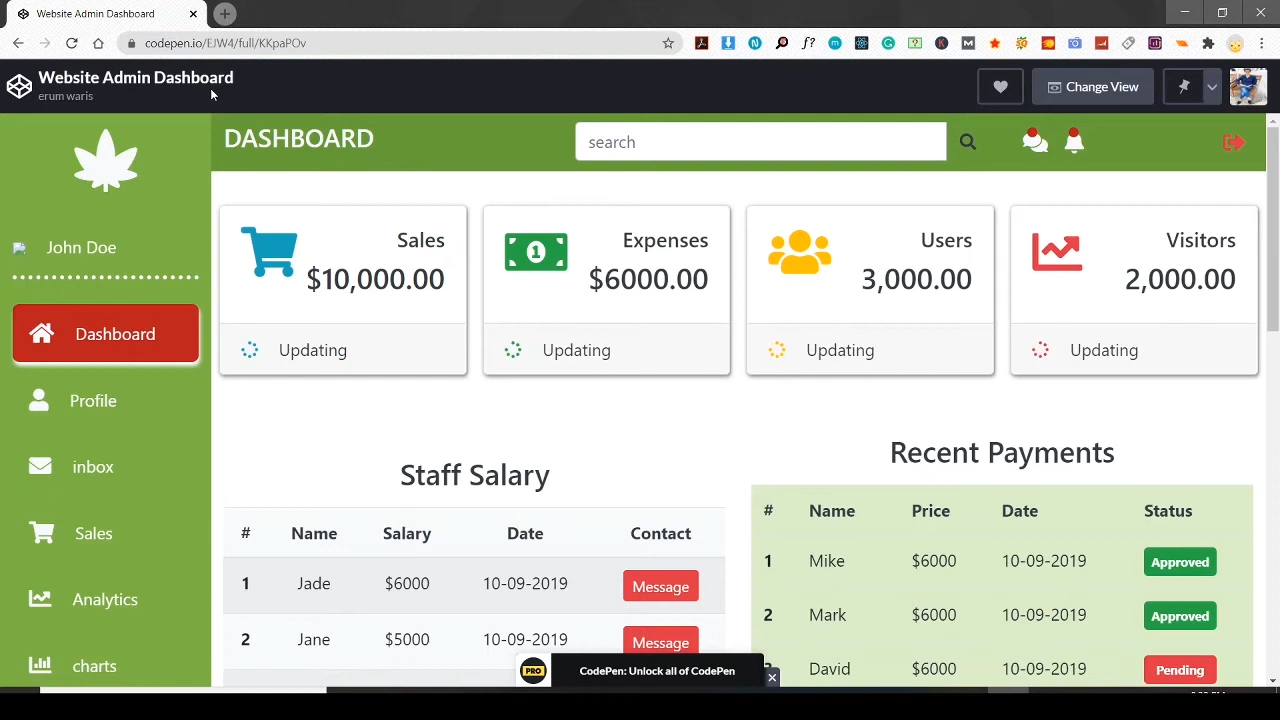 Website Admin Dashboard
codepen.io/EJW4/full/KKpaPOv
Website Admin Dashboard
erum waris
Change View
DASHBOARD
search
John Doe
Dashboard
Profile
inbox
Sales
Analytics
charts
Sales
$10,000.00
Updating
Expenses
$6000.00
Updating
Users
3,000.00
Updating
Visitors
2,000.00
Updating
Staff Salary
# Name Salary Date Contact
1 Jade $6000 10-09-2019 Message
2 Jane $5000 10-09-2019 Message
Recent Payments
# Name Price Date Status
1 Mike $6000 10-09-2019 Approved
2 Mark $6000 10-09-2019 Approved
David $6000 10-09-2019 Pending
PRO CodePen: Unlock all of CodePen